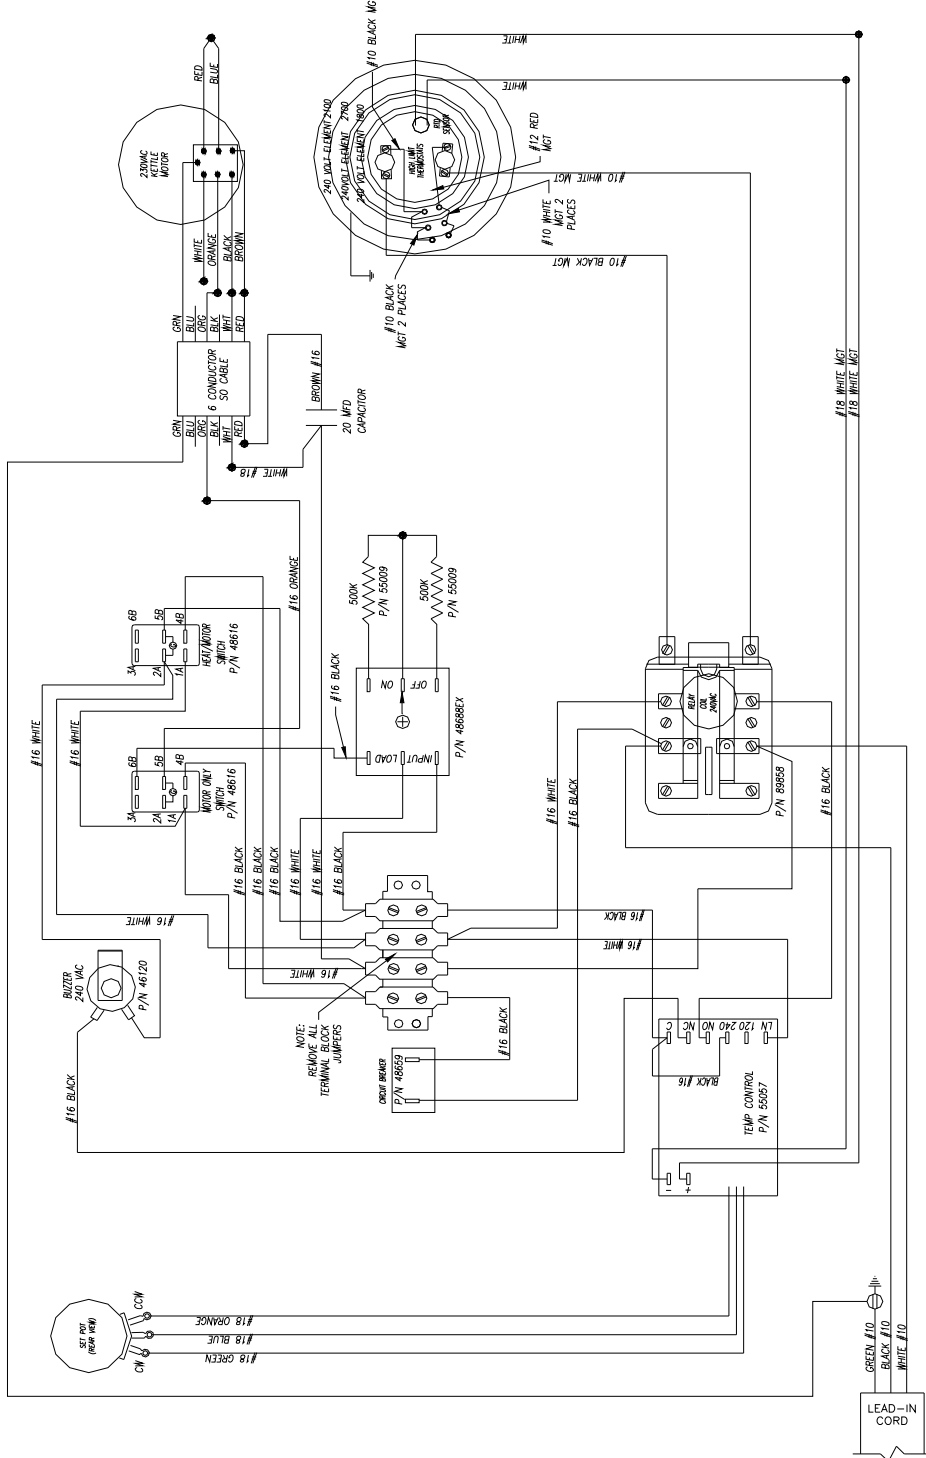 #10 BLACK MG
WHITE
WHITE
RED
BLUE
230VAC
KETTLE
MOTOR
240 VOLT ELEMENT 2100
240VOLT ELEMENT 2700
240 VOLT ELEMENT 1800
RTD
SENSOR
HIGH LIMIT
THERMOSTATS
#12 RED
MGT
#10 WHITE MGT
#10 WHITE
MGT 2
PLACES
#10 BLACK MGT
#10 BLACK
MGT 2 PLACES
WHITE
ORANGE
BLACK
BROWN
GRN
BLU
ORG
BLK
WHT
RED
6 CONDUCTOR
SO CABLE
GRN
BLU
ORG
BLK
WHT
RED
BROWN #16
20 MFD
CAPACITOR
WHITE #18
#18 WHITE MGT
#18 WHITE MGT
#16 ORANGE
500K
P/N 55009
500K
P/N 55009
6B
5B
4B
3A
2A
1A
HEAT/MOTOR
SWITCH
P/N 48616
#16 BLACK
ON
OFF
LOAD
INPUT
P/N 48688EX
#16 WHITE
#16 WHITE
6B
5B
4B
3A
2A
1A
MOTOR ONLY
SWITCH
P/N 48616
RELAY
COIL
240VAC
P/N 89858
#16 BLACK
#16 WHITE
#16 BLACK
#16 BLACK
#16 BLACK
#16 BLACK
#16 WHITE
#16 WHITE
#16 BLACK
#16 WHITE
#16 BLACK
#16 WHITE
#16 WHITE
BUZZER
240 VAC
P/N 46120
NOTE:
REMOVE ALL
TERMINAL BLOCK
JUMPERS
#16 BLACK
CIRCUIT BREAKER
P/N 48659
#16 BLACK
C
NC
NO
240
120
LN
BLACK #16
TEMP CONTROL
P/N 55057
-
+
SET POT
(REAR VIEW)
CCW
CW
#18 ORANGE
#18 BLUE
#18 GREEN
GREEN #10
BLACK #10
WHITE #10
LEAD-IN
CORD